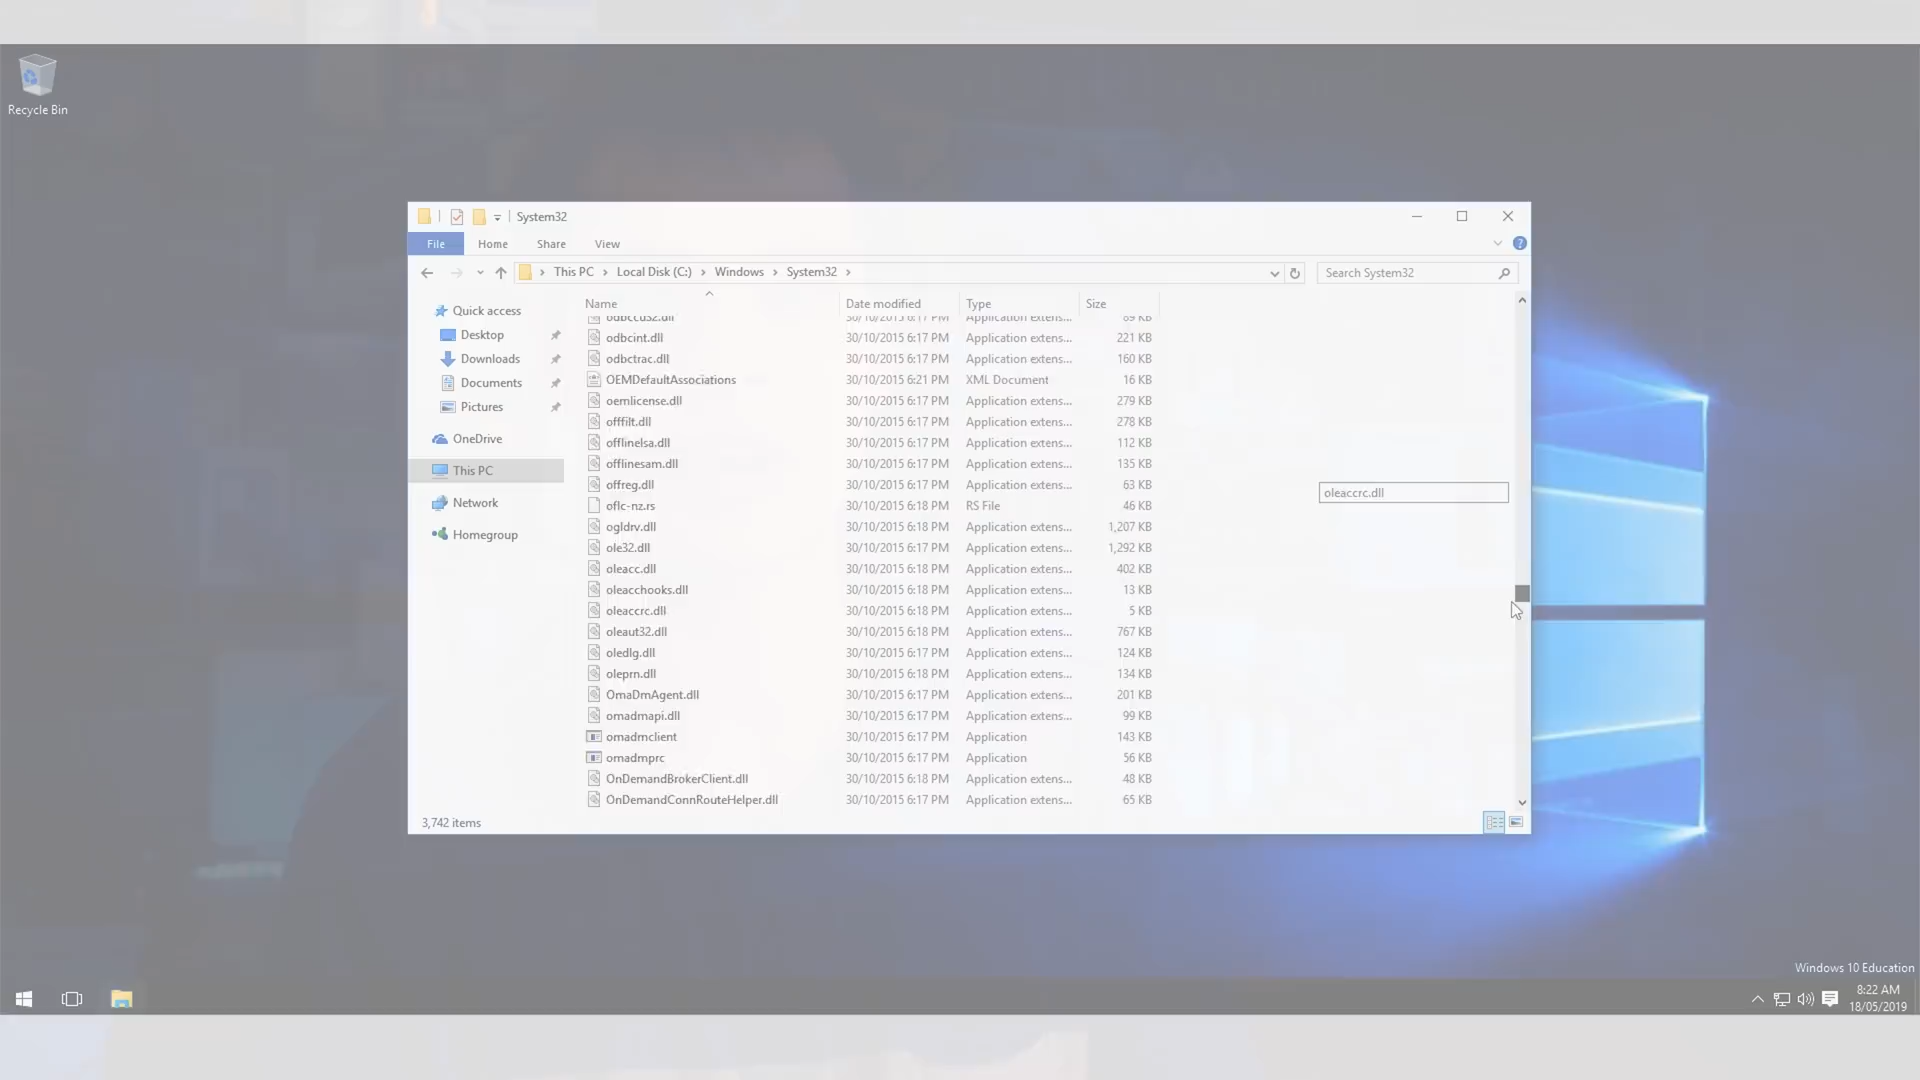 Recycle Bin
System32
File Home Share View
This PC Local Disk (C:) Windows System32
Search System32
Name Date modified Type Size
Quick access
Desktop
Downloads
Documents
Pictures
OneDrive
This PC
Network
Homegroup
odbccu32.dll 30/10/2015 6:17 PM Application extens... 89 KB
odbcint.dll 30/10/2015 6:17 PM Application extens... 221 KB
odbctrac.dll 30/10/2015 6:17 PM Application extens... 160 KB
OEMDefaultAssociations 30/10/2015 6:21 PM XML Document 16 KB
oemlicense.dll 30/10/2015 6:17 PM Application extens... 279 KB
offfilt.dll 30/10/2015 6:17 PM Application extens... 278 KB
offlinelsa.dll 30/10/2015 6:17 PM Application extens... 112 KB
offlinesam.dll 30/10/2015 6:17 PM Application extens... 135 KB
offreg.dll 30/10/2015 6:17 PM Application extens... 63 KB
oflc-nz.rs 30/10/2015 6:18 PM RS File 46 KB
ogldrv.dll 30/10/2015 6:18 PM Application extens... 1,207 KB
ole32.dll 30/10/2015 6:17 PM Application extens... 1,292 KB
oleacc.dll 30/10/2015 6:18 PM Application extens... 402 KB
oleacchooks.dll 30/10/2015 6:18 PM Application extens... 13 KB
oleaccrc.dll 30/10/2015 6:18 PM Application extens... 5 KB
oleaut32.dll 30/10/2015 6:18 PM Application extens... 767 KB
oledlg.dll 30/10/2015 6:18 PM Application extens... 124 KB
oleprn.dll 30/10/2015 6:18 PM Application extens... 134 KB
OmaDmAgent.dll 30/10/2015 6:17 PM Application extens... 201 KB
omadmapi.dll 30/10/2015 6:17 PM Application extens... 99 KB
omadmclient 30/10/2015 6:17 PM Application 143 KB
omadmprc 30/10/2015 6:17 PM Application 56 KB
OnDemandBrokerClient.dll 30/10/2015 6:18 PM Application extens... 48 KB
OnDemandConnRouteHelper.dll 30/10/2015 6:17 PM Application extens... 65 KB
oleaccrc.dll
3,742 items
Windows 10 Education
8:22 AM
18/05/2019